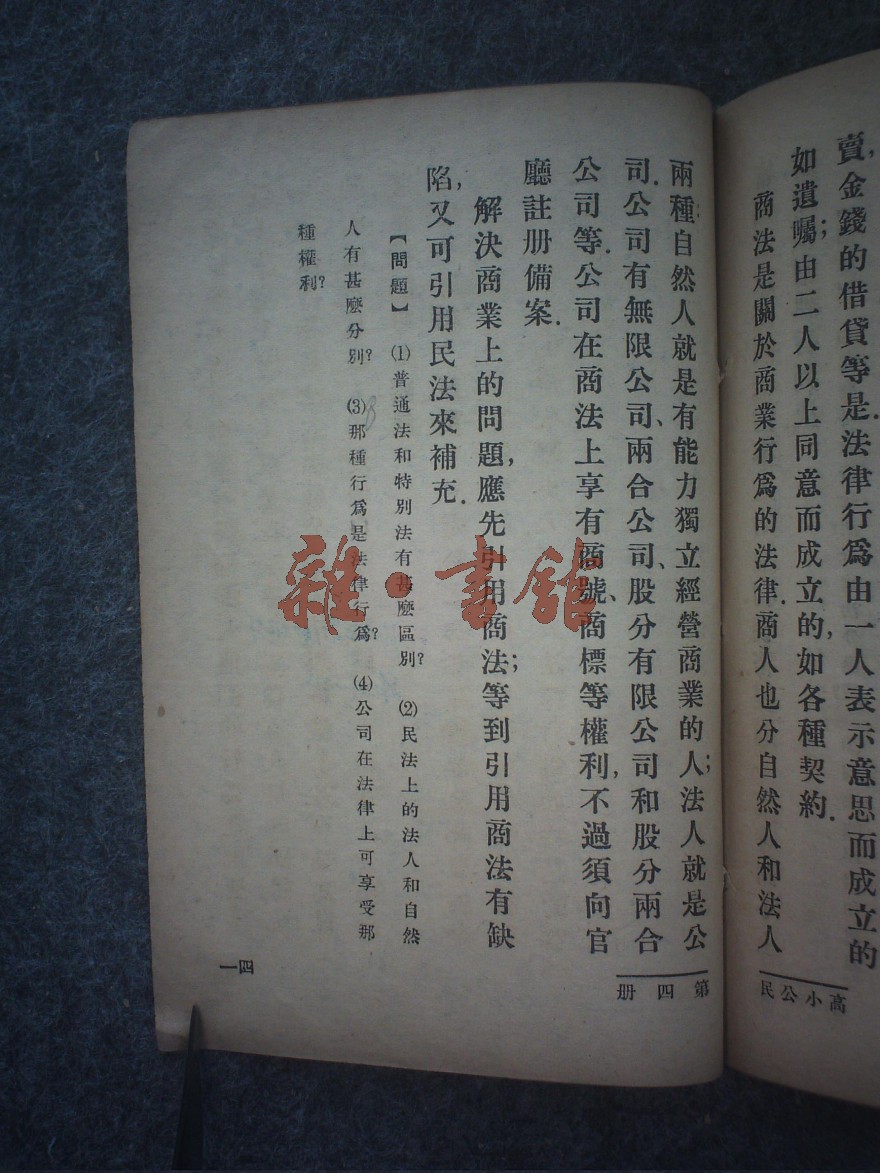 賣,金錢的借貸等是.法律行爲由一人表示意思而成立的
如遺囑;由二人以上同意而成立的,如各種契約.
商法是關於商業行爲的法律.商人也分自然人和法人
高小公民
兩種:自然人就是有能力獨立經營商業的人;法人就是公
司.公司有無限公司、兩合公司、股分有限公司和股分兩合
公司等.公司在商法上享有商號、商標等權利,不過須向官
廳註册備案.
解決商業上的問題,應先引用商法;等到引用商法有缺
陷,又可引用民法來補充.
【問題】 (1)普通法和特別法有甚麽區別? (2)民法上的法人和自然
人有甚麽分別? (3)那種行爲是法律行爲? (4)公司在法律上可享受那
種權利?
第四册
四一
雜·書館